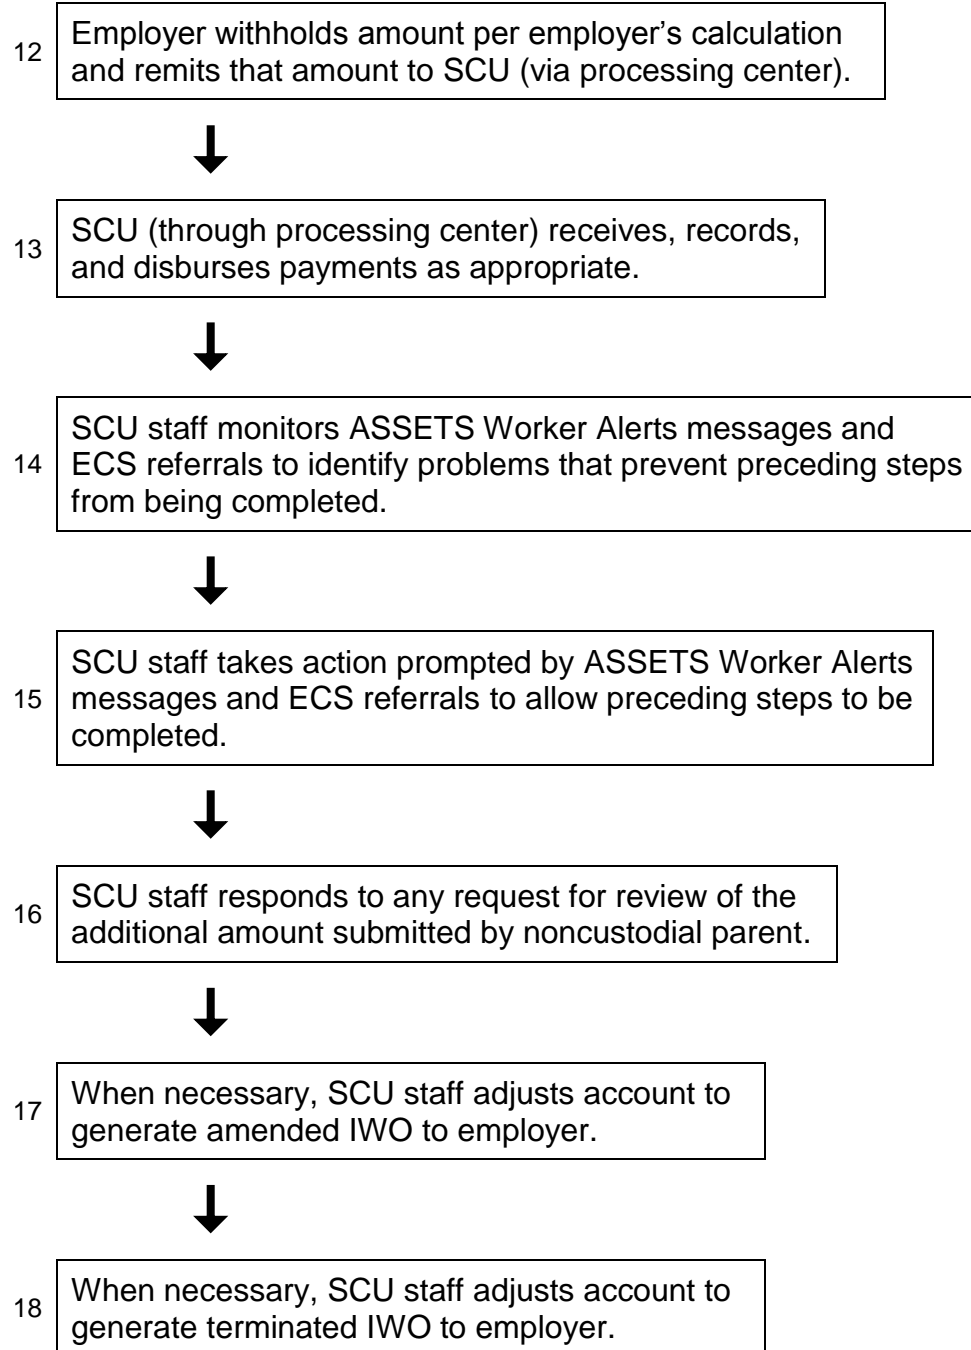 12
Employer withholds amount per employer’s calculation
and remits that amount to SCU (via processing center).
13
SCU (through processing center) receives, records,
and disburses payments as appropriate.
14
SCU staff monitors ASSETS Worker Alerts messages and
ECS referrals to identify problems that prevent preceding steps
from being completed.
15
SCU staff takes action prompted by ASSETS Worker Alerts
messages and ECS referrals to allow preceding steps to be
completed.
16
SCU staff responds to any request for review of the
additional amount submitted by noncustodial parent.
17
When necessary, SCU staff adjusts account to
generate amended IWO to employer.
18
When necessary, SCU staff adjusts account to
generate terminated IWO to employer.